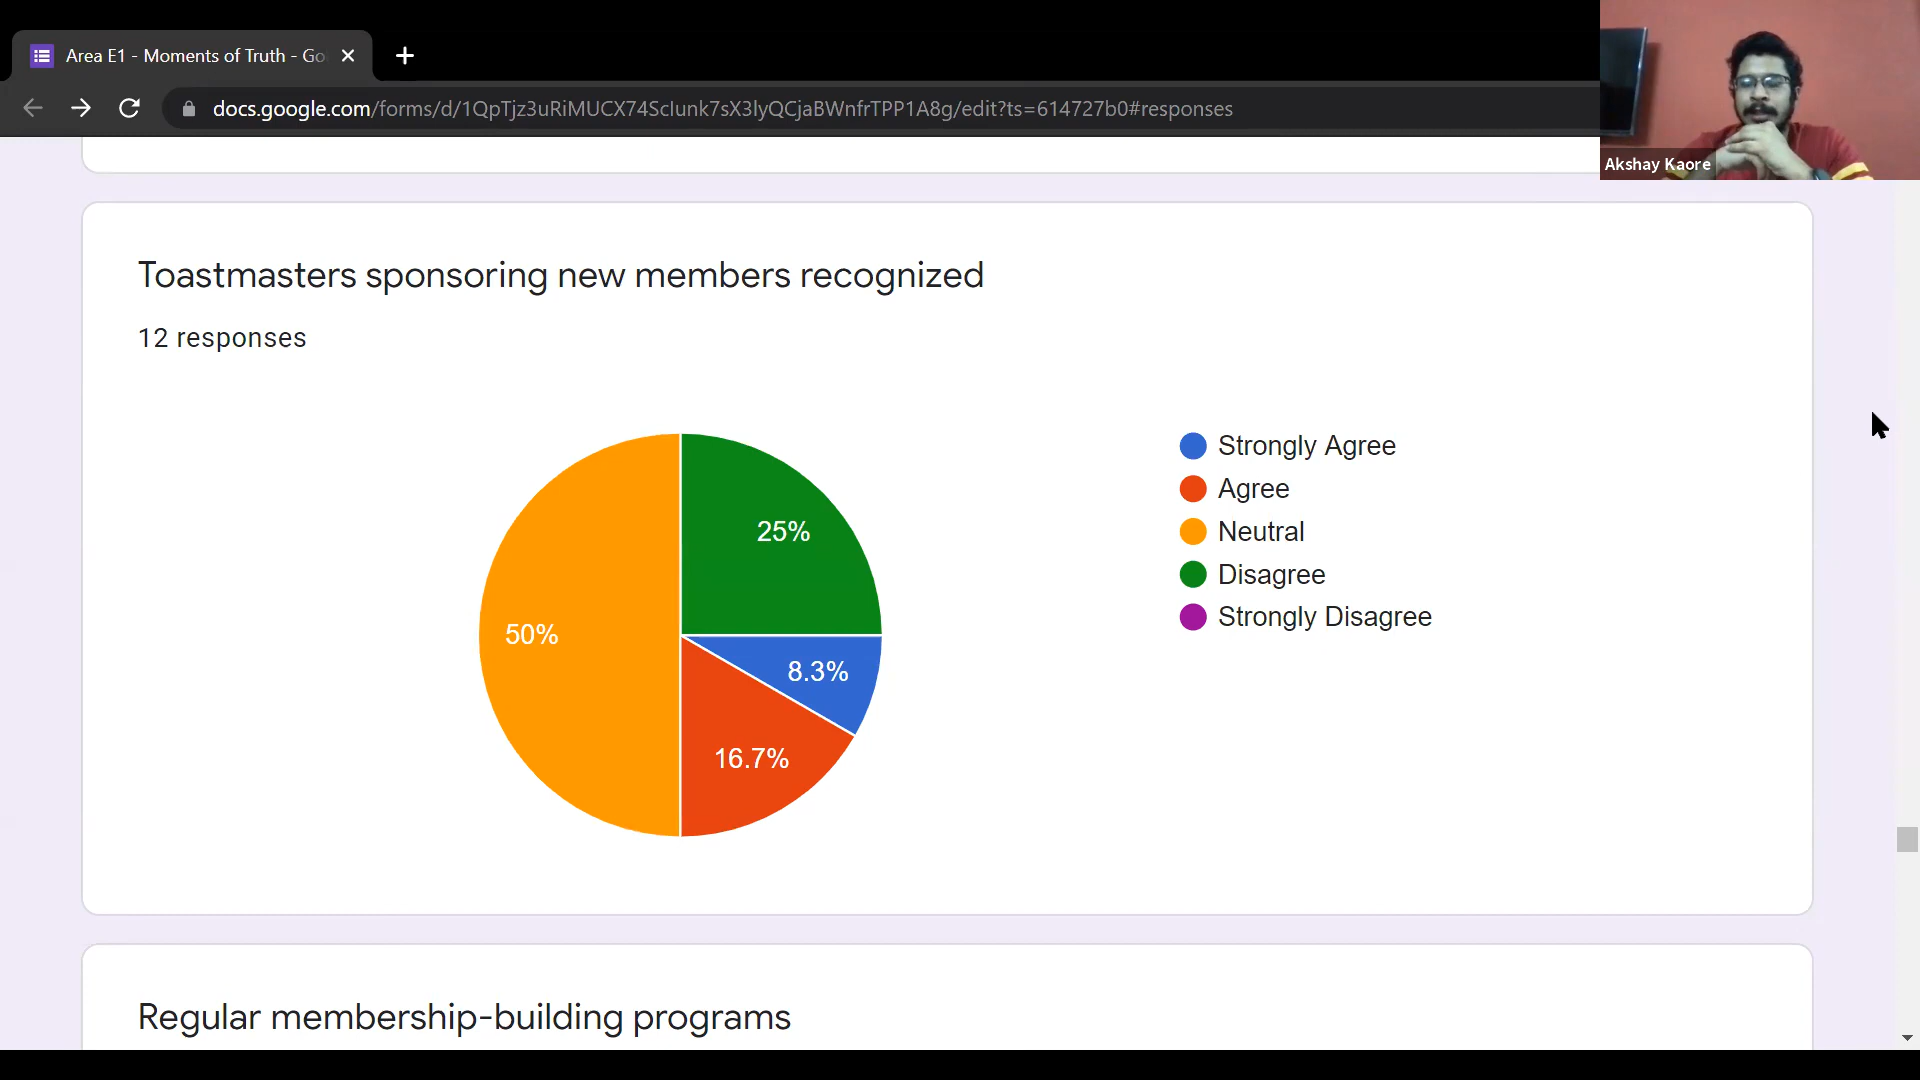 Area E1 - Moments of Truth - Go
docs.google.com/forms/d/1QpTjz3uRiMUCX74ScIunk7sX3lyQCjaBWnfrTPP1A8g/edit?ts=614727b0#responses
Akshay Kaore
Toastmasters sponsoring new members recognized
12 responses
25%
50%
8.3%
16.7%
Strongly Agree
Agree
Neutral
Disagree
Strongly Disagree
Regular membership-building programs